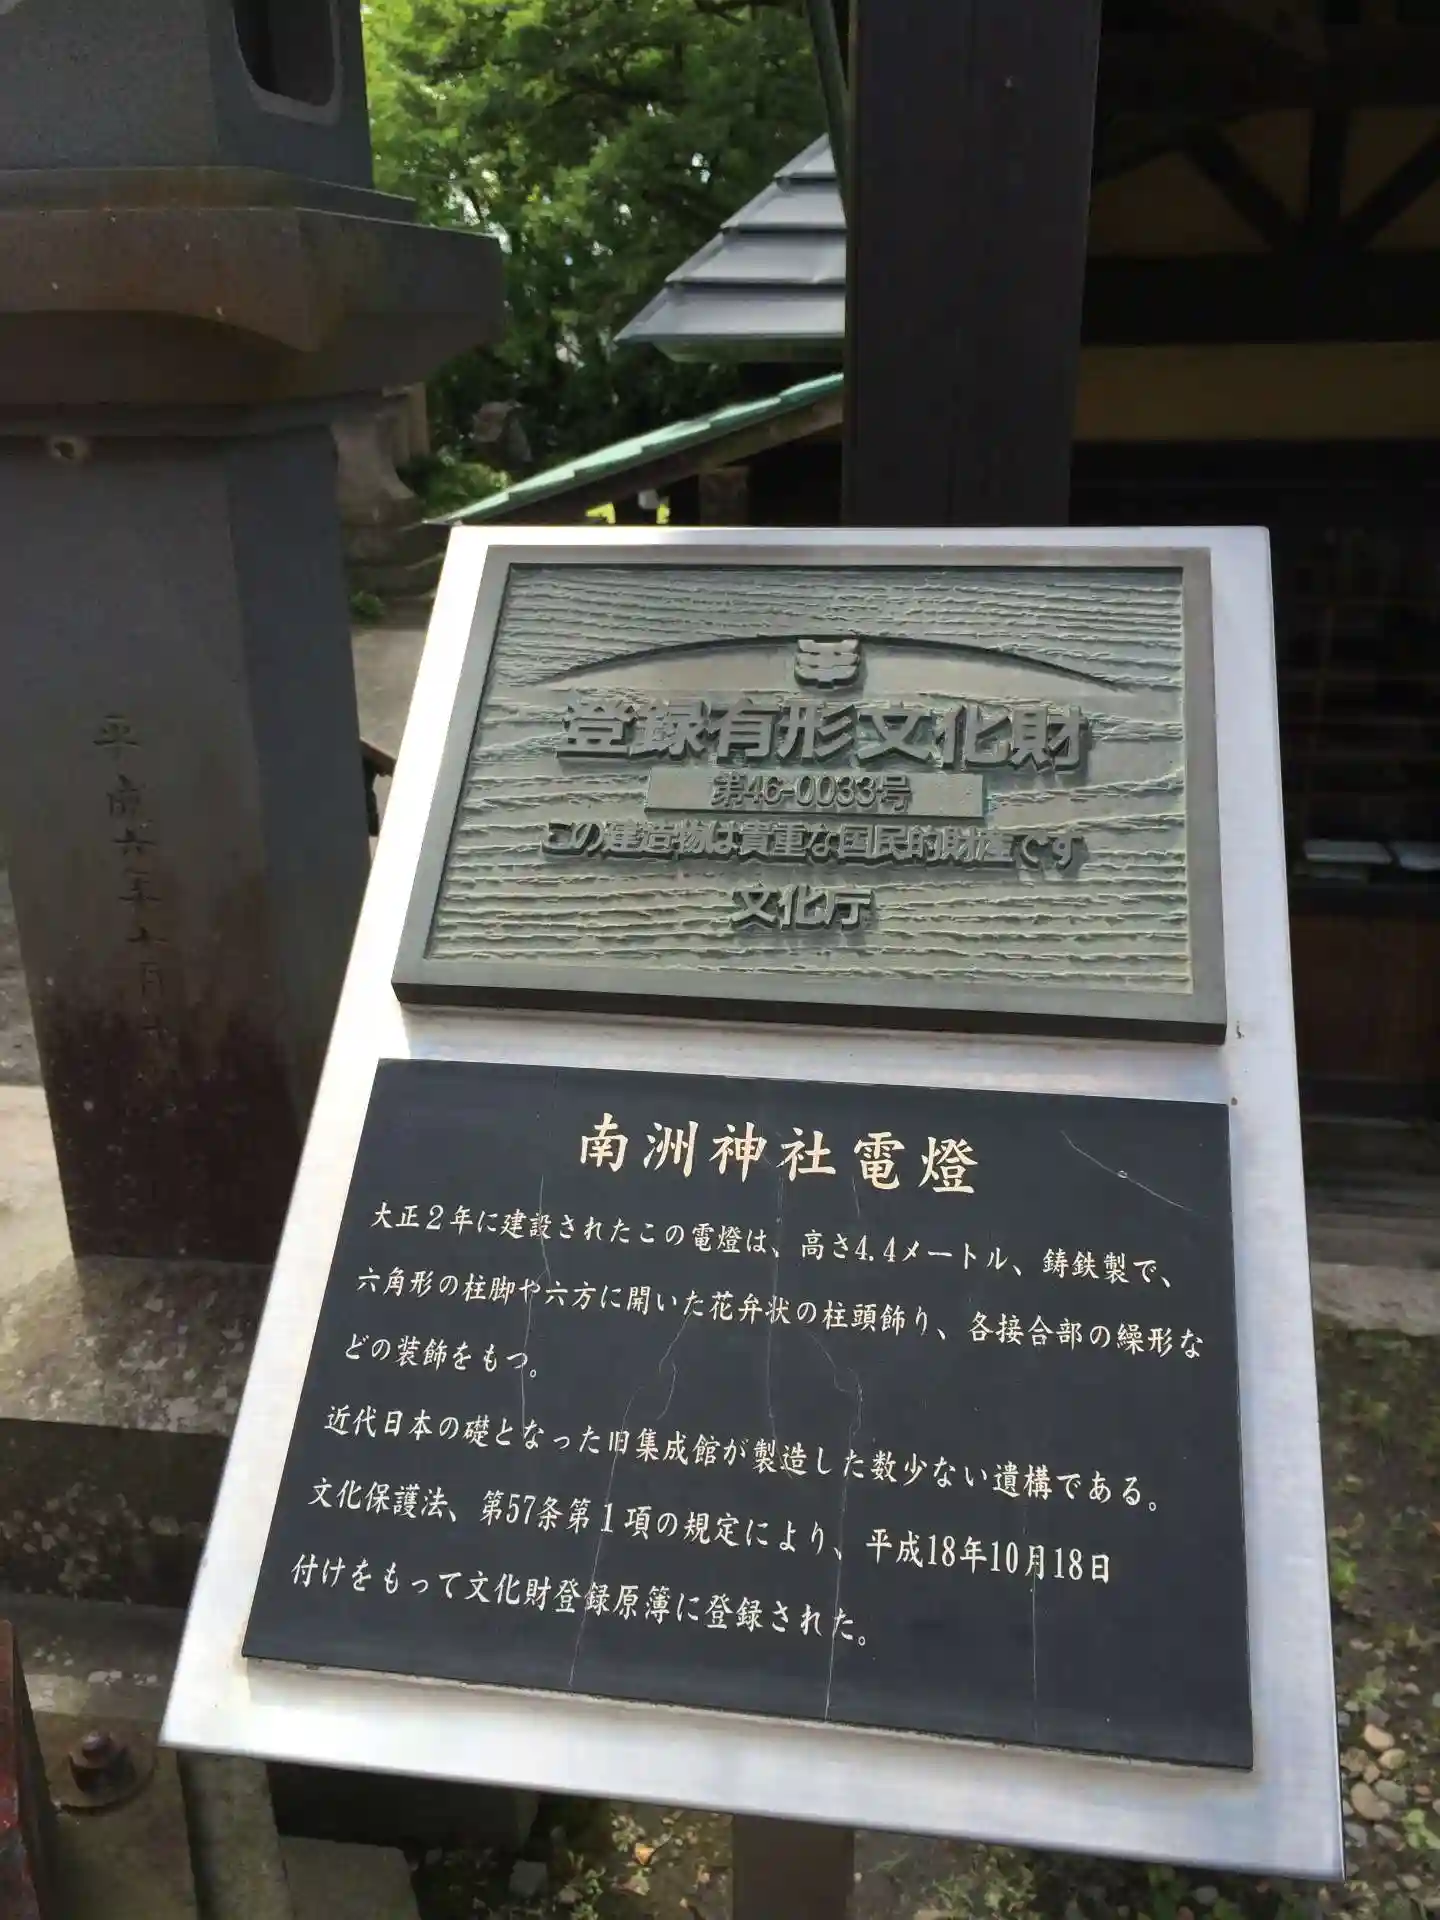 登録有形文化財
第46-0033号
この建造物は貴重な国民的財産です
文化庁
南洲神社電燈
大正2年に建設されたこの電燈は、高さ4.4メートル、鋳鉄製で、
六角形の柱脚や六方に開いた花弁状の柱頭飾り、各接合部の繰形な
どの装飾をもつ。
近代日本の礎となった旧集成館が製造した数少ない遺構である。
文化保護法、第57条第1項の規定により、平成18年10月18日
付けをもって文化財登録原簿に登録された。